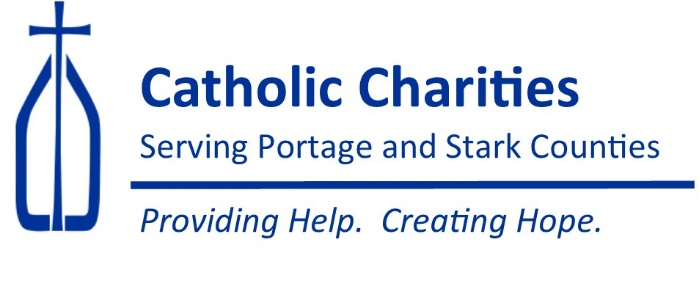 Catholic Charities
Serving Portage and Stark Counties
Providing Help.  Creating Hope.